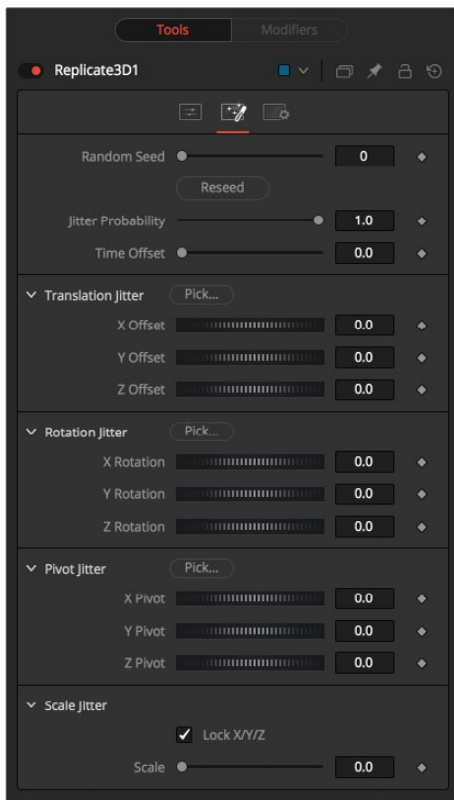 Tools Modifiers
Replicate3D1
Random Seed 0
Reseed
Jitter Probability 1.0
Time Offset 0.0
Translation Jitter Pick...
X Offset 0.0
Y Offset 0.0
Z Offset 0.0
Rotation Jitter Pick...
X Rotation 0.0
Y Rotation 0.0
Z Rotation 0.0
Pivot Jitter Pick...
X Pivot 0.0
Y Pivot 0.0
Z Pivot 0.0
Scale Jitter
Lock X/Y/Z
Scale 0.0